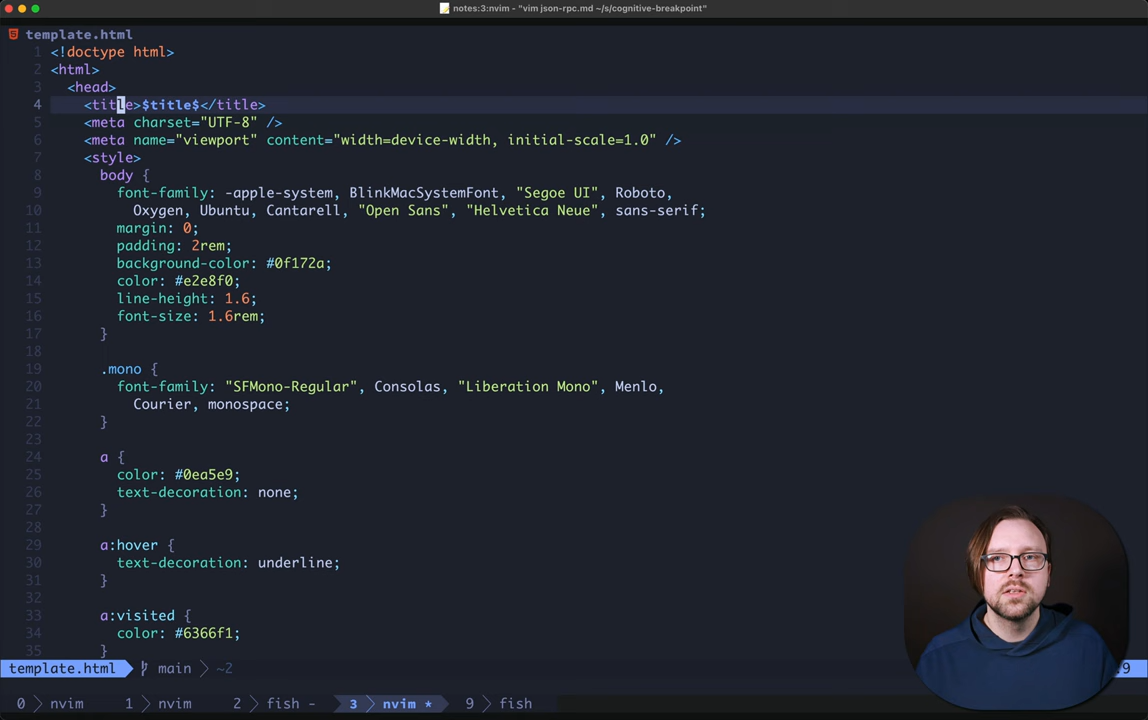 notes:3:nvim - "vim json-rpc.md ~/s/cognitive-breakpoint"
template.html
1 <!doctype html>
2 <html>
3 <head>
4 <title>$title$</title>
5 <meta charset="UTF-8" />
6 <meta name="viewport" content="width=device-width, initial-scale=1.0" />
7 <style>
8 body {
9 font-family: -apple-system, BlinkMacSystemFont, "Segoe UI", Roboto,
10 Oxygen, Ubuntu, Cantarell, "Open Sans", "Helvetica Neue", sans-serif;
11 margin: 0;
12 padding: 2rem;
13 background-color: #0f172a;
14 color: #e2e8f0;
15 line-height: 1.6;
16 font-size: 1.6rem;
17 }
18
19 .mono {
20 font-family: "SFMono-Regular", Consolas, "Liberation Mono", Menlo,
21 Courier, monospace;
22 }
23
24 a {
25 color: #0ea5e9;
26 text-decoration: none;
27 }
28
29 a:hover {
30 text-decoration: underline;
31 }
32
33 a:visited {
34 color: #6366f1;
35 }
template.html main ~2
0 nvim 1 nvim 2 fish - 3 nvim * 9 fish